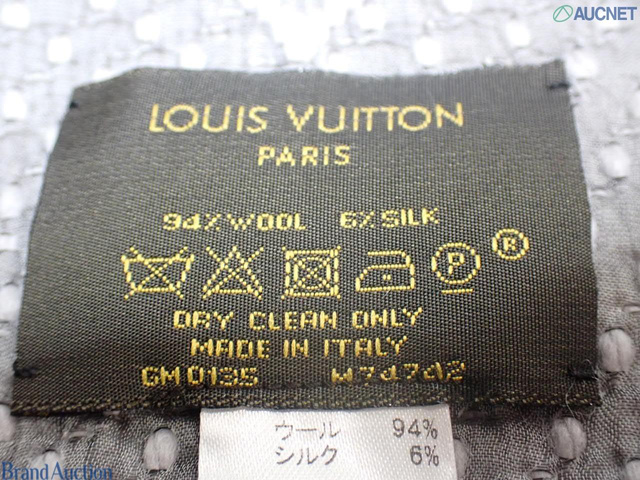 AUCNET
LOUIS VUITTON
PARIS
94% WOOL 6% SILK
P ®
DRY CLEAN ONLY
MADE IN ITALY
GM0135 M74742
ウール 94%
シルク 6%
Brand Auction